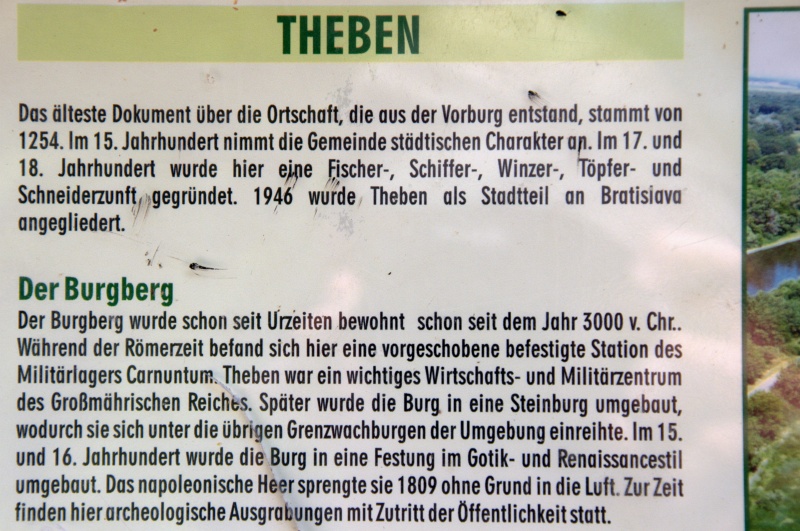 THEBEN
Das älteste Dokument über die Ortschaft, die aus der Vorburg entstand, stammt von
1254. Im 15. Jahrhundert nimmt die Gemeinde städtischen Charakter an. Im 17. und
18. Jahrhundert wurde hier eine Fischer-, Schiffer-, Winzer-, Töpfer- und
Schneiderzunft gegründet. 1946 wurde Theben als Stadtteil an Bratisiava
angegliedert.
Der Burgberg
Der Burgberg wurde schon seit Urzeiten bewohnt schon seit dem Jahr 3000 v. Chr..
Während der Römerzeit befand sich hier eine vorgeschobene befestigte Station des
Militärlagers Carnuntum. Theben war ein wichtiges Wirtschafts- und Militärzentrum
des Großmährischen Reiches. Später wurde die Burg in eine Steinburg umgebaut,
wodurch sie sich unter die übrigen Grenzwachburgen der Umgebung einreihte. Im 15.
und 16. Jahrhundert wurde die Burg in eine Festung im Gotik- und Renaissancestil
umgebaut. Das napoleonische Heer sprengte sie 1809 ohne Grund in die Luft. Zur Zeit
finden hier archeologische Ausgrabungen mit Zutritt der Öffentlichkeit statt.